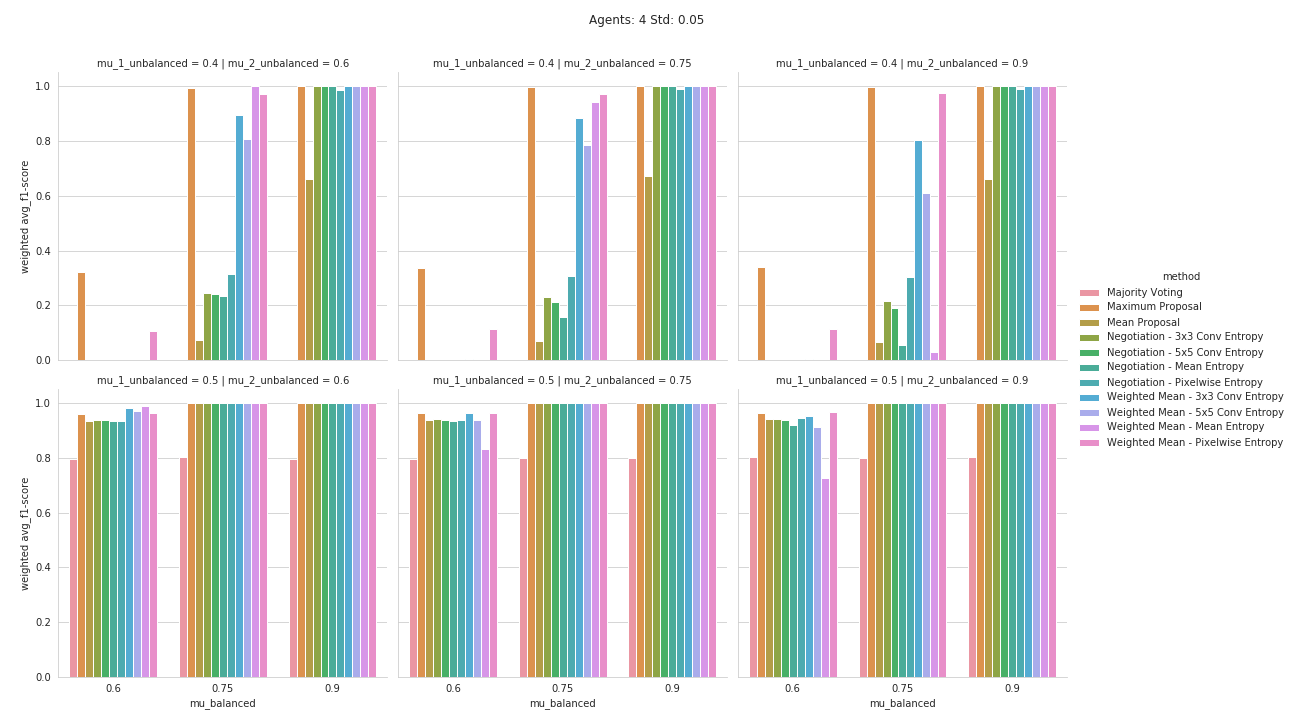 Agents: 4 Std: 0.05
mu_1_unbalanced = 0.4 | mu_2_unbalanced = 0.6
mu_1_unbalanced = 0.4 | mu_2_unbalanced = 0.75
mu_1_unbalanced = 0.4 | mu_2_unbalanced = 0.9
1.0
0.8
0.6
0.4
0.2
0.0
weighted avg_f1-score
mu_1_unbalanced = 0.5 | mu_2_unbalanced = 0.6
mu_1_unbalanced = 0.5 | mu_2_unbalanced = 0.75
mu_1_unbalanced = 0.5 | mu_2_unbalanced = 0.9
1.0
0.8
0.6
0.4
0.2
0.0
weighted avg_f1-score
0.6 0.75 0.9
mu_balanced
0.6 0.75 0.9
mu_balanced
0.6 0.75 0.9
mu_balanced
method
Majority Voting
Maximum Proposal
Mean Proposal
Negotiation - 3x3 Conv Entropy
Negotiation - 5x5 Conv Entropy
Negotiation - Mean Entropy
Negotiation - Pixelwise Entropy
Weighted Mean - 3x3 Conv Entropy
Weighted Mean - 5x5 Conv Entropy
Weighted Mean - Mean Entropy
Weighted Mean - Pixelwise Entropy